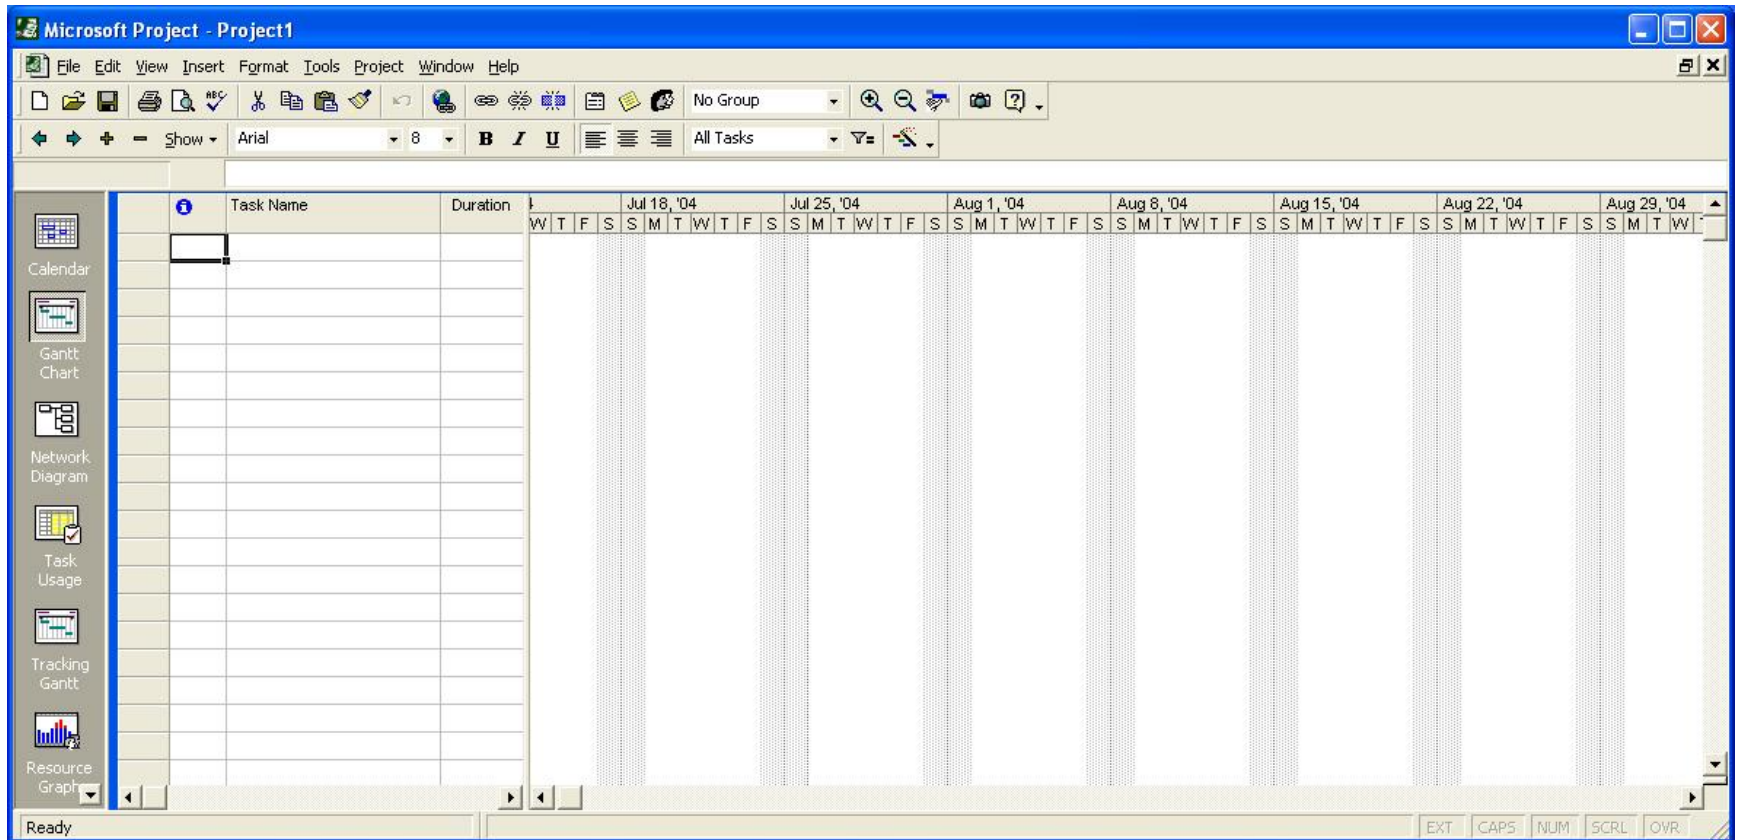 Microsoft Project - Project1
File Edit View Insert Format Tools Project Window Help
ABC No Group
Show Arial 8 B I U All Tasks
Task Name Duration Jul 18, '04 Jul 25, '04 Aug 1, '04 Aug 8, '04 Aug 15, '04 Aug 22, '04 Aug 29, '04
W T F S S M T W T F S S M T W T F S S M T W T F S S M T W T F S S M T W T F S S M T W T F S S M T W
Calendar
Gantt
Chart
Network
Diagram
Task
Usage
Tracking
Gantt
Resource
Graph
Ready EXT CAPS NUM SCRL OVR